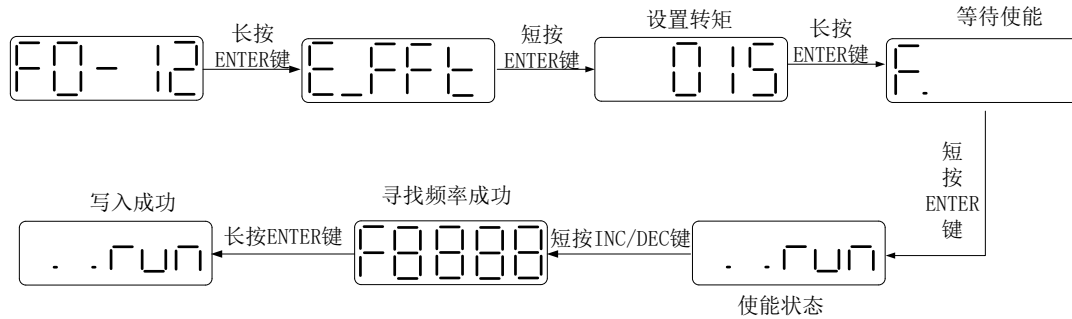 设置转矩
等待使能
F0-12
长按
ENTER键
E_FFt
短按
ENTER键
015
长按
ENTER键
F.
短
按
ENTER
键
写入成功
寻找频率成功
..run
长按ENTER键
F8888
短按INC/DEC键
..run
使能状态